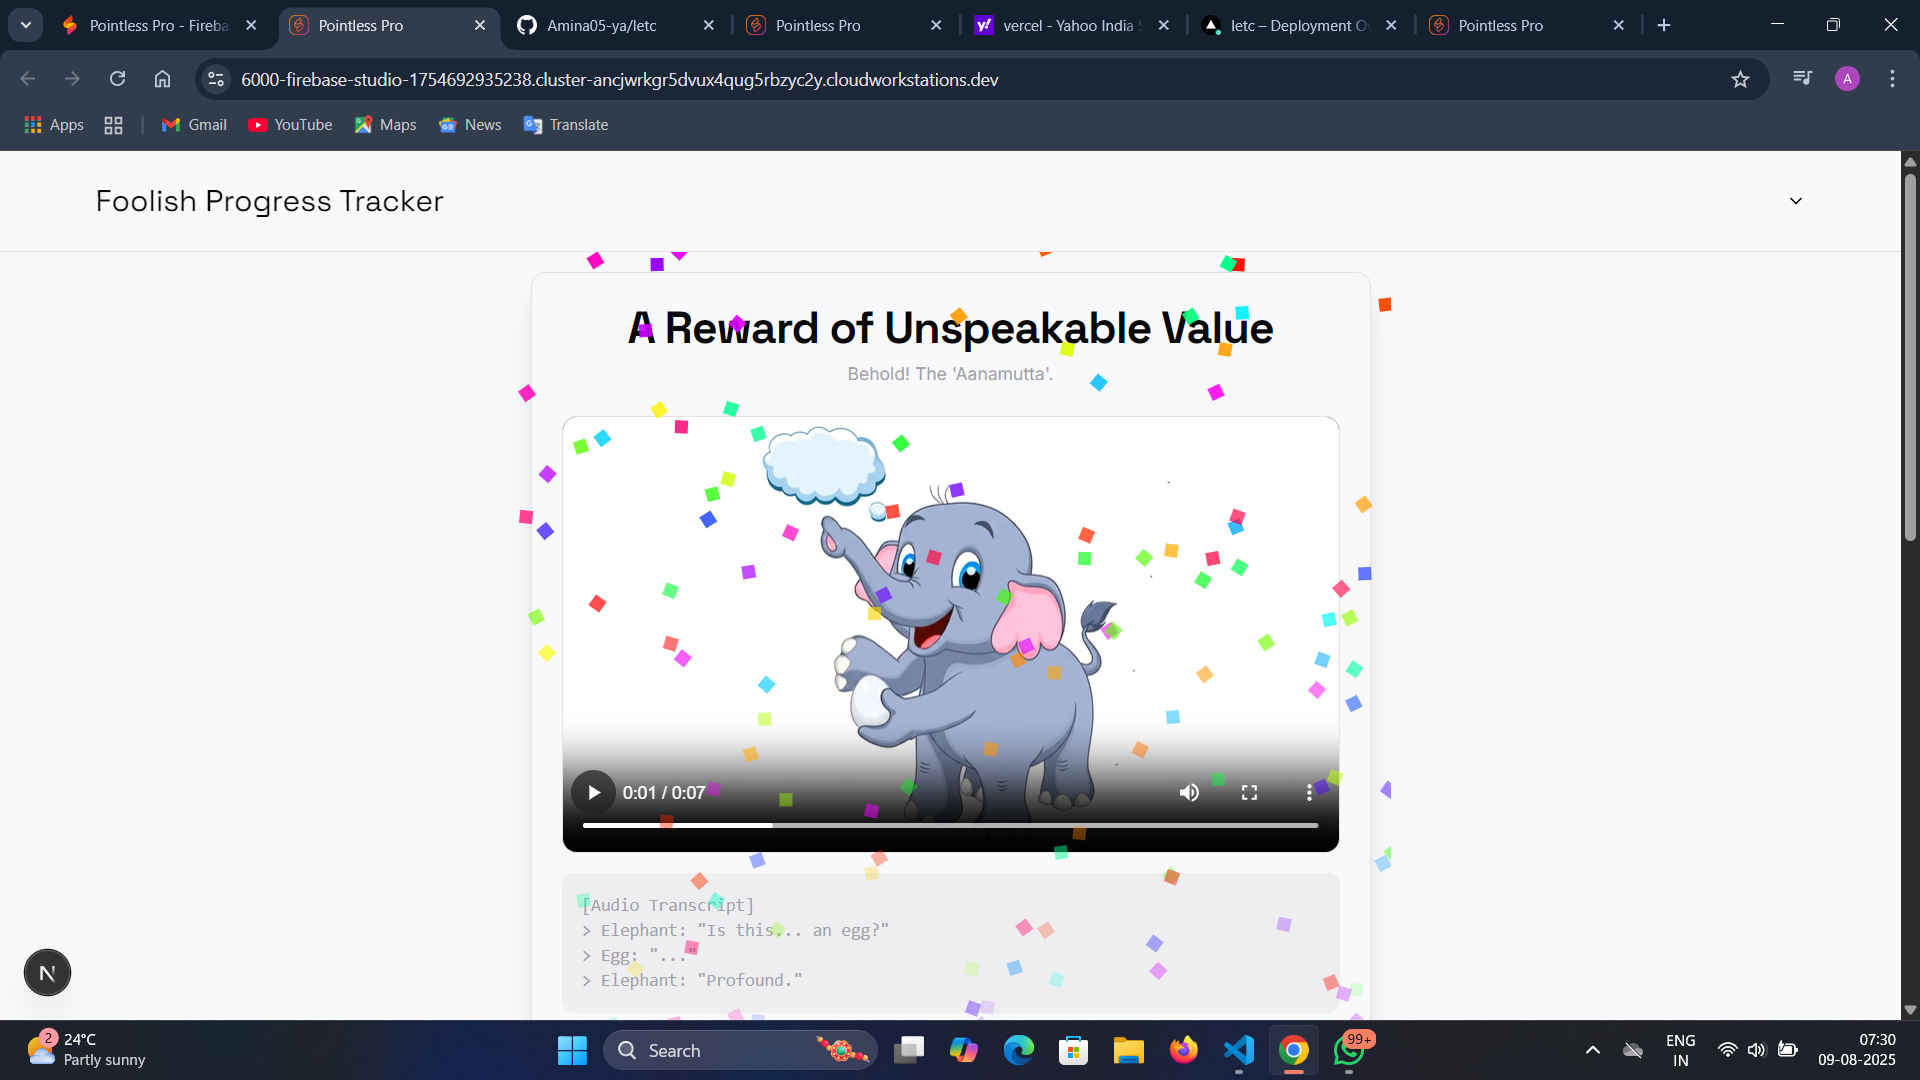 Pointless Pro - Fireba
Pointless Pro
Amina05-ya/letc
Pointless Pro
vercel - Yahoo India S
letc – Deployment O
Pointless Pro
6000-firebase-studio-1754692935238.cluster-ancjwrkgr5dvux4qug5rbzyc2y.cloudworkstations.dev
A
Apps
Gmail
YouTube
Maps
News
Translate
Foolish Progress Tracker
A Reward of Unspeakable Value
Behold! The 'Aanamutta'.
0:01 / 0:07
[Audio Transcript]
> Elephant: "Is this... an egg?"
> Egg: "..."
> Elephant: "Profound."
N
2
24°C
Partly sunny
Search
99+
ENG
IN
07:30
09-08-2025